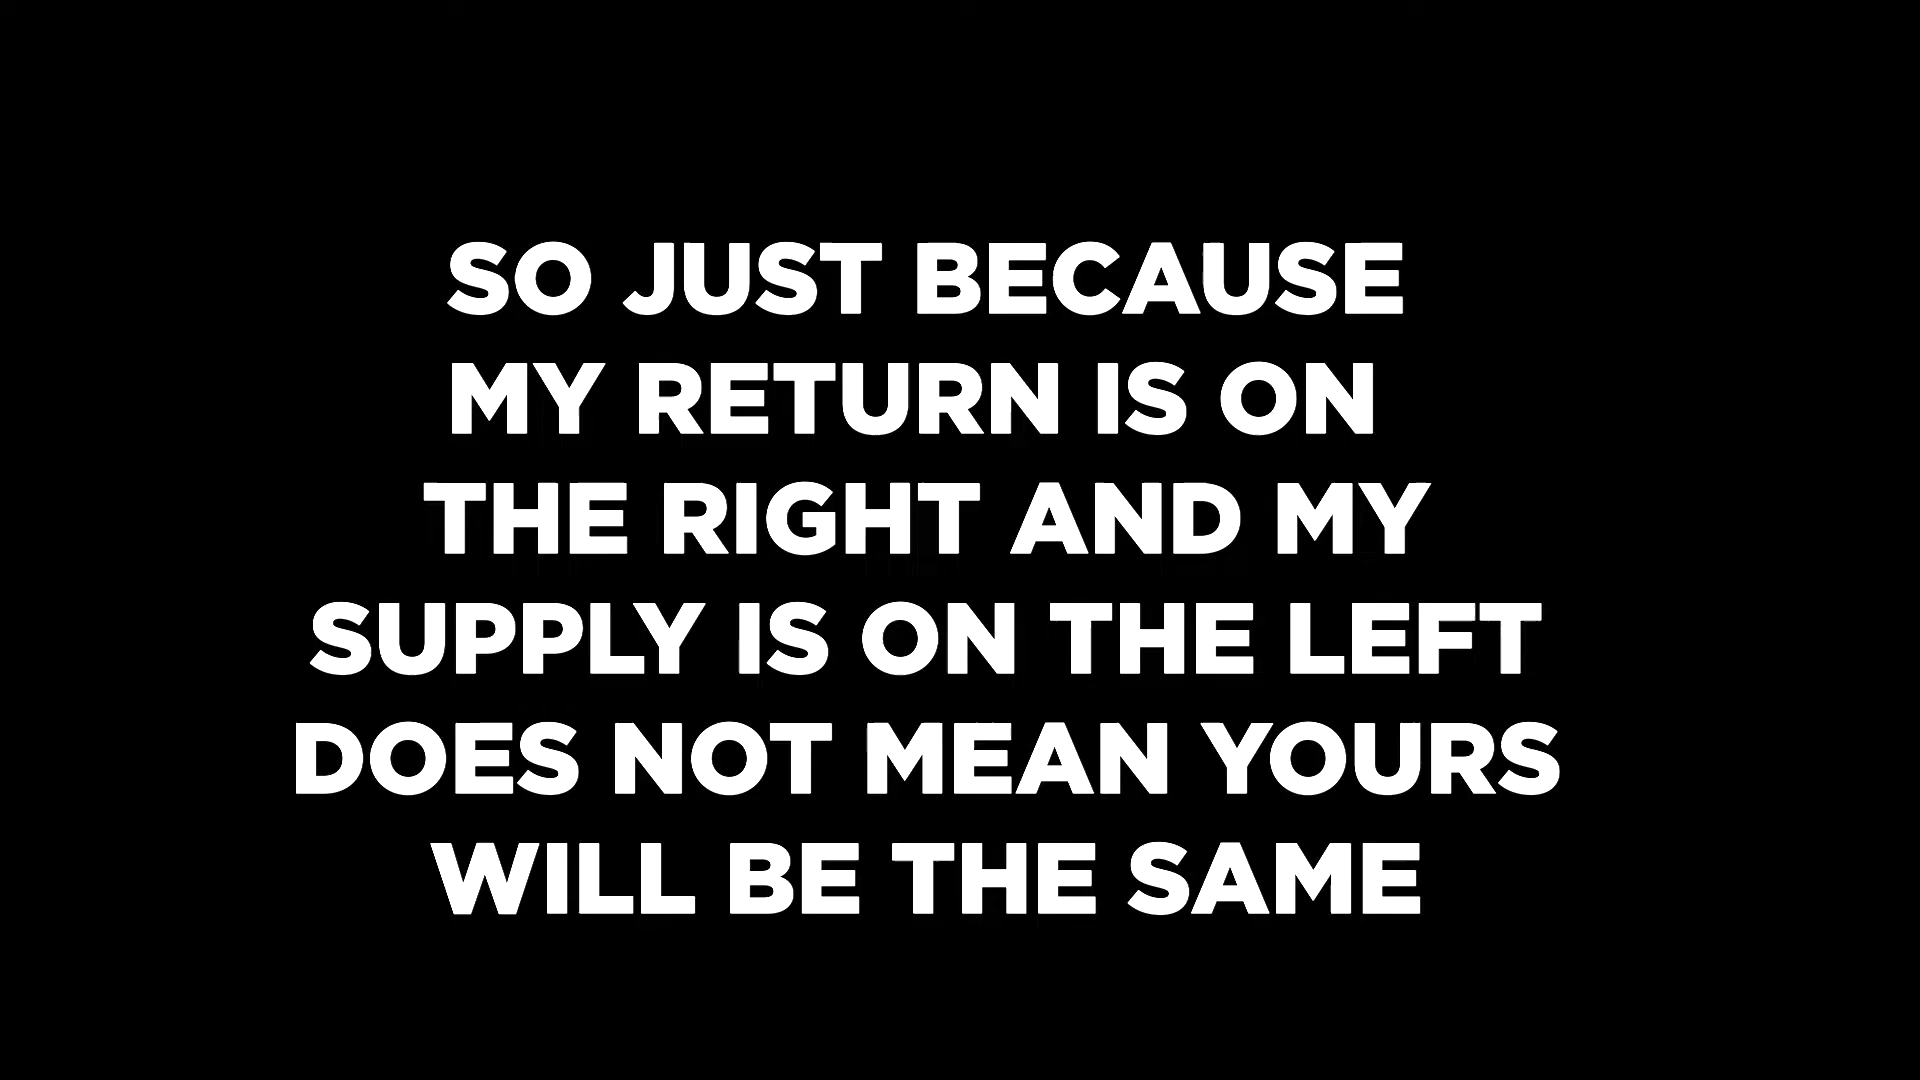 SO JUST BECAUSE
MY RETURN IS ON
THE RIGHT AND MY
SUPPLY IS ON THE LEFT
DOES NOT MEAN YOURS
WILL BE THE SAME